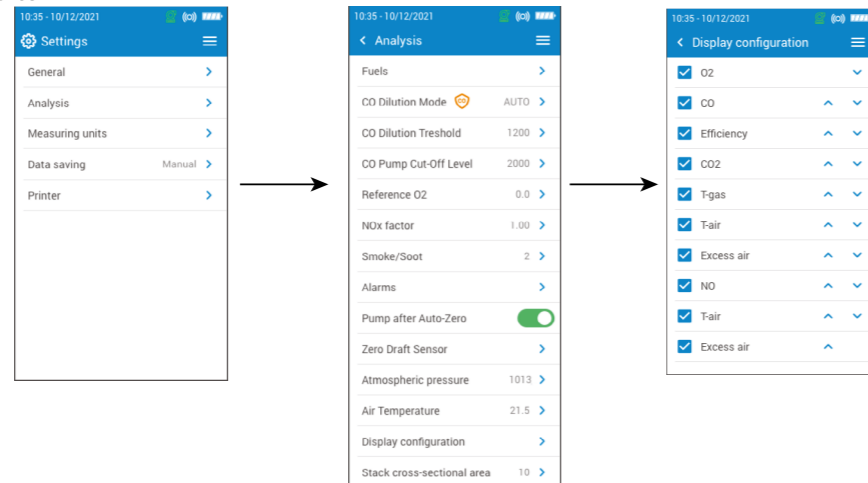 10:35 - 10/12/2021
Settings
General
Analysis
Measuring units
Data saving Manual
Printer
10:35 - 10/12/2021
Analysis
Fuels
CO Dilution Mode CO AUTO
CO Dilution Treshold 1200
CO Pump Cut-Off Level 2000
Reference O2 0.0
NOx factor 1.00
Smoke/Soot 2
Alarms
Pump after Auto-Zero
Zero Draft Sensor
Atmospheric pressure 1013
Air Temperature 21.5
Display configuration
Stack cross-sectional area 10
10:35 - 10/12/2021
Display configuration
O2
CO
Efficiency
CO2
T-gas
T-air
Excess air
NO
T-air
Excess air